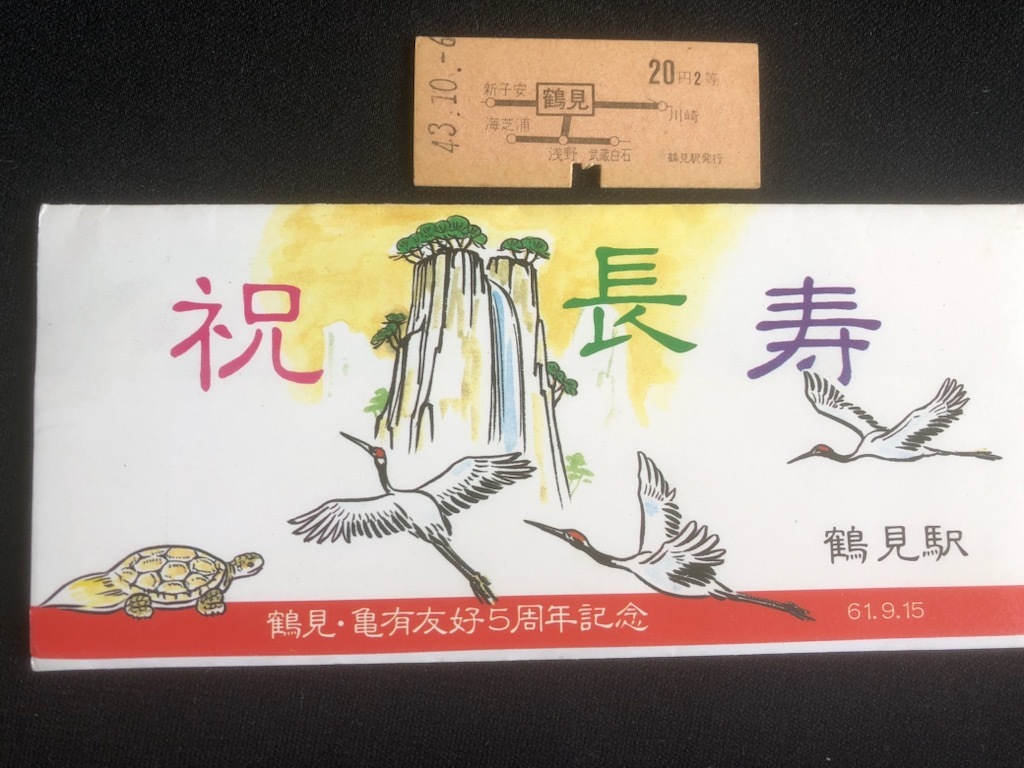 43.10.-6
20円2等
新子安
鶴見
川崎
海芝浦
浅野
武蔵白石
鶴見駅発行
祝長寿
鶴見駅
鶴見・亀有友好5周年記念
61.9.15